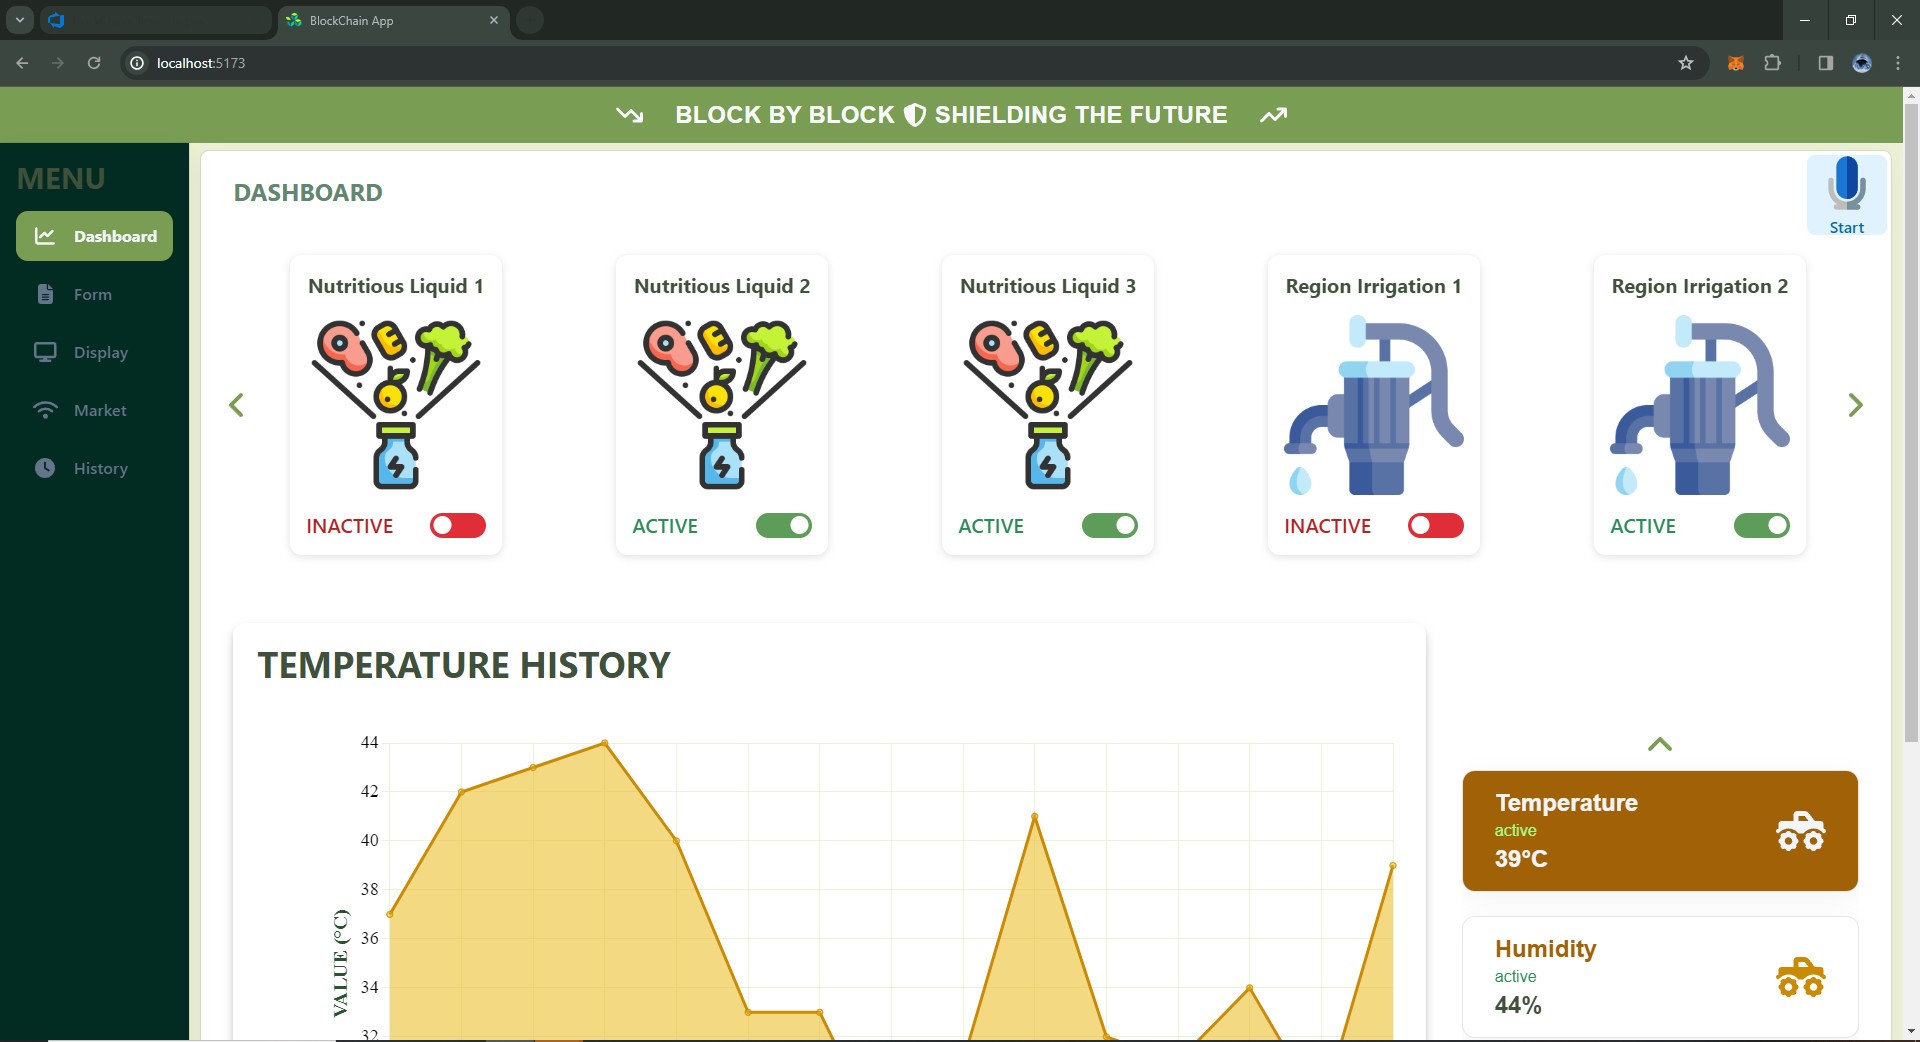 BlockChain App
localhost:5173
BLOCK BY BLOCK SHIELDING THE FUTURE
MENU
Dashboard
Form
Display
Market
History
DASHBOARD
Start
Nutritious Liquid 1
INACTIVE
Nutritious Liquid 2
ACTIVE
Nutritious Liquid 3
ACTIVE
Region Irrigation 1
INACTIVE
Region Irrigation 2
ACTIVE
TEMPERATURE HISTORY
VALUE (°C)
44
42
40
38
36
34
32
Temperature
active
39°C
Humidity
active
44%